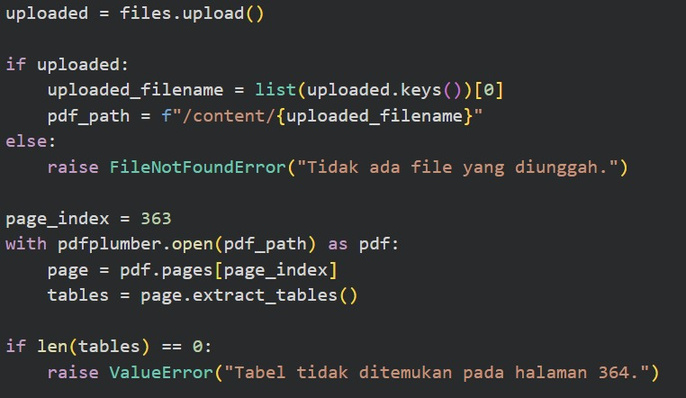 uploaded = files.upload()
if uploaded:
    uploaded_filename = list(uploaded.keys())[0]
    pdf_path = f"/content/{uploaded_filename}"
else:
    raise FileNotFoundError("Tidak ada file yang diunggah.")
page_index = 363
with pdfplumber.open(pdf_path) as pdf:
    page = pdf.pages[page_index]
    tables = page.extract_tables()
if len(tables) == 0:
    raise ValueError("Tabel tidak ditemukan pada halaman 364.")